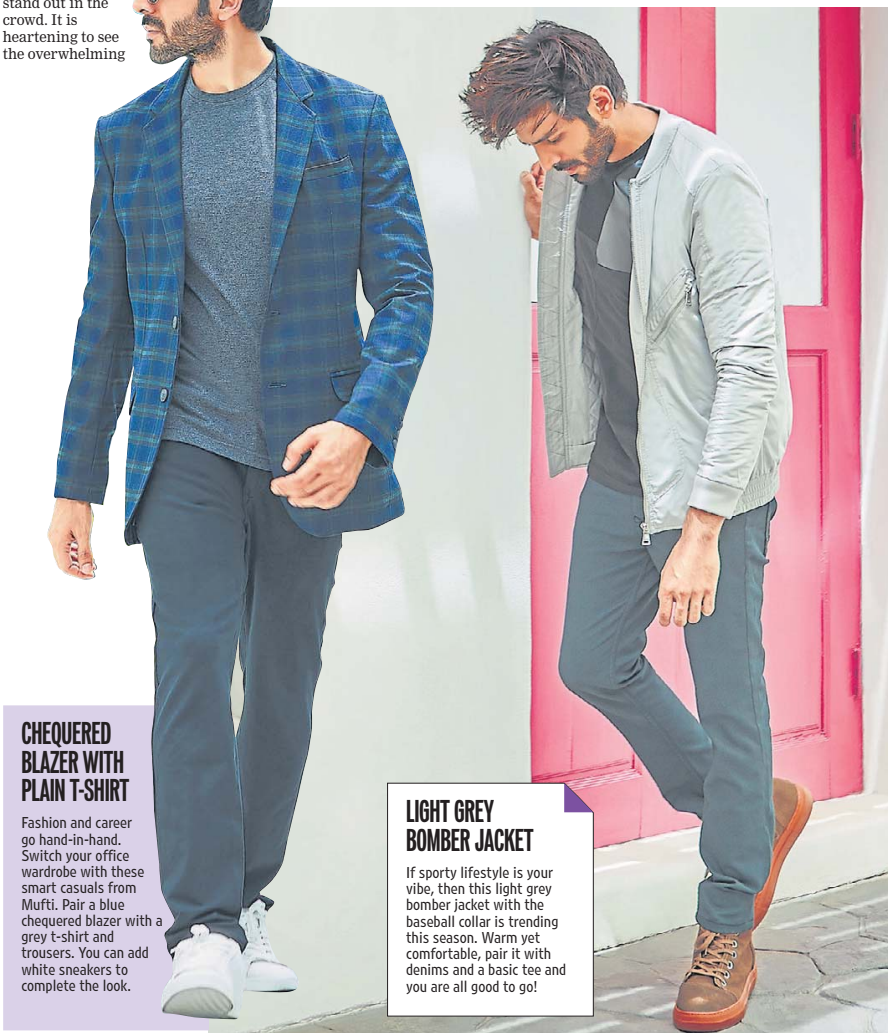 stand out in the
crowd. It is
heartening to see
the overwhelming
CHEQUERED
BLAZER WITH
PLAIN T-SHIRT
Fashion and career
go hand-in-hand.
Switch your office
wardrobe with these
smart casuals from
Mufti. Pair a blue
chequered blazer with a
grey t-shirt and
trousers. You can add
white sneakers to
complete the look.
LIGHT GREY
BOMBER JACKET
If sporty lifestyle is your
vibe, then this light grey
bomber jacket with the
baseball collar is trending
this season. Warm yet
comfortable, pair it with
denims and a basic tee and
you are all good to go!